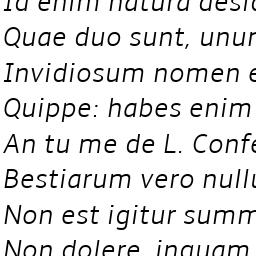 Id enim natura desid
Quae duo sunt, unum
Invidiosum nomen e
Quippe: habes enim
An tu me de L. Confe
Bestiarum vero nullu
Non est igitur summ
Non dolere, inquam